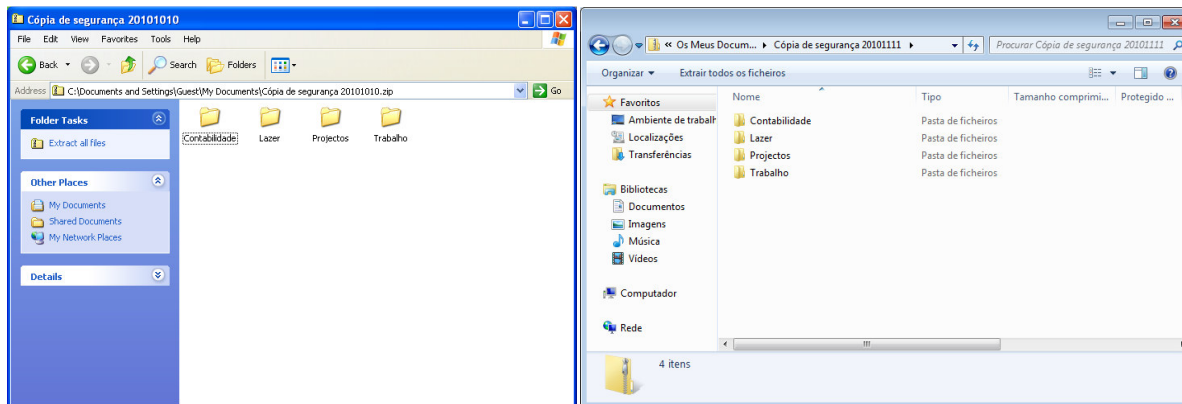 Cópia de segurança 20101010
File Edit View Favorites Tools Help
Back Search Folders
Address C:\Documents and Settings\Guest\My Documents\Cópia de segurança 20101010.zip Go
Folder Tasks
Extract all files
Other Places
My Documents
Shared Documents
My Network Places
Details
Contabilidade Lazer Projectos Trabalho
« Os Meus Docum... Cópia de segurança 20101111 Procurar Cópia de segurança 20101111
Organizar Extrair todos os ficheiros
Favoritos
Ambiente de trabalh
Localizações
Transferências
Bibliotecas
Documentos
Imagens
Música
Vídeos
Computador
Rede
Nome Tipo Tamanho comprimi... Protegido ...
Contabilidade Pasta de ficheiros
Lazer Pasta de ficheiros
Projectos Pasta de ficheiros
Trabalho Pasta de ficheiros
4 itens